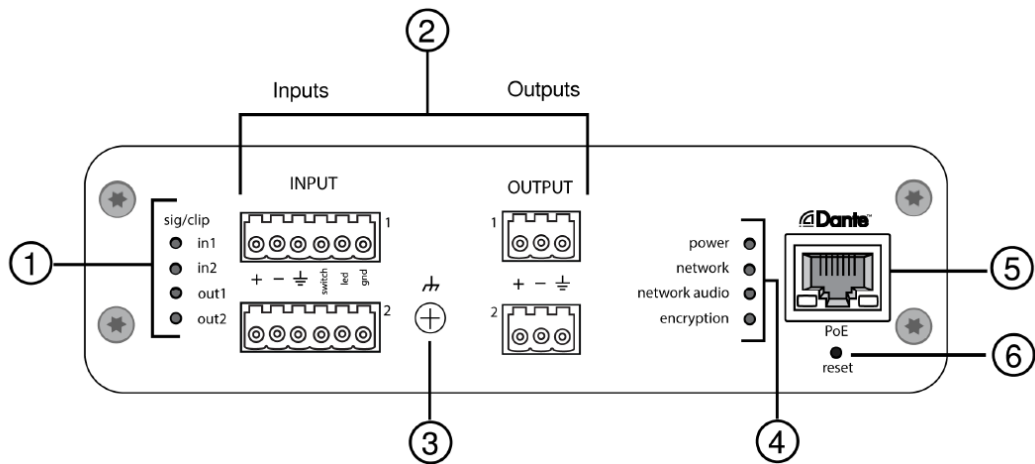 2
Inputs Outputs
INPUT OUTPUT
Dante™
sig/clip
1
in1
in2
out1
out2
1
+ − switch led gnd
2
1
+ −
2
power
network
network audio
encryption
5
PoE
reset
6
3
4